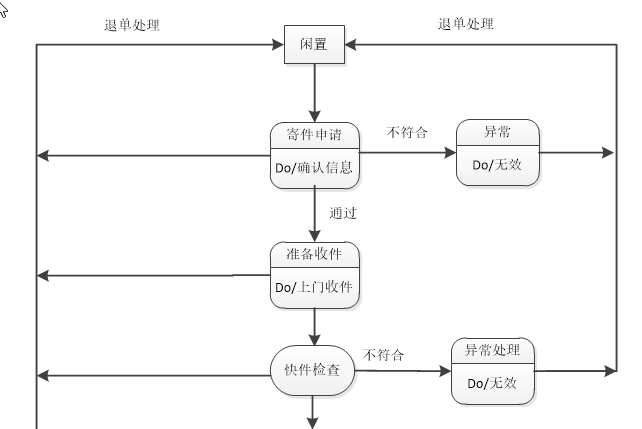 退单处理
退单处理
闲置
寄件申请
Do/确认信息
不符合
异常
Do/无效
通过
准备收件
Do/上门收件
快件检查
不符合
异常处理
Do/无效